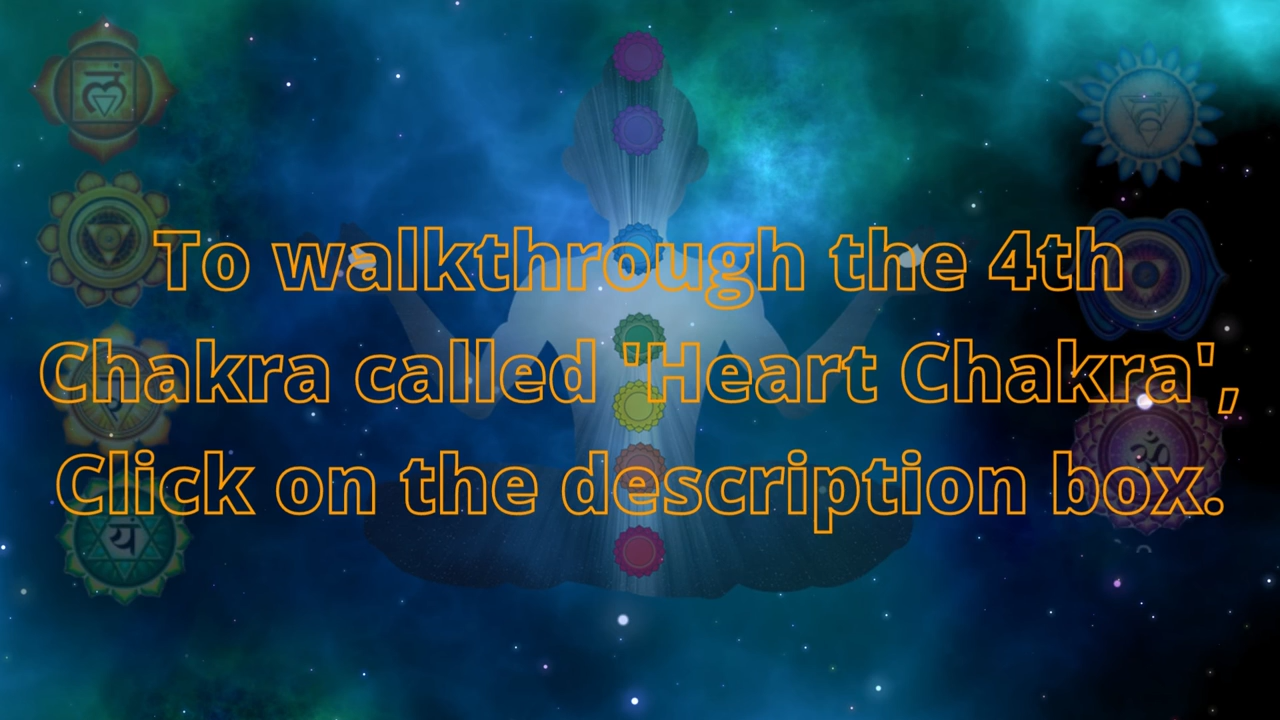 To walkthrough the 4th
Chakra called 'Heart Chakra',
Click on the description box.
लं
यं
ॐ